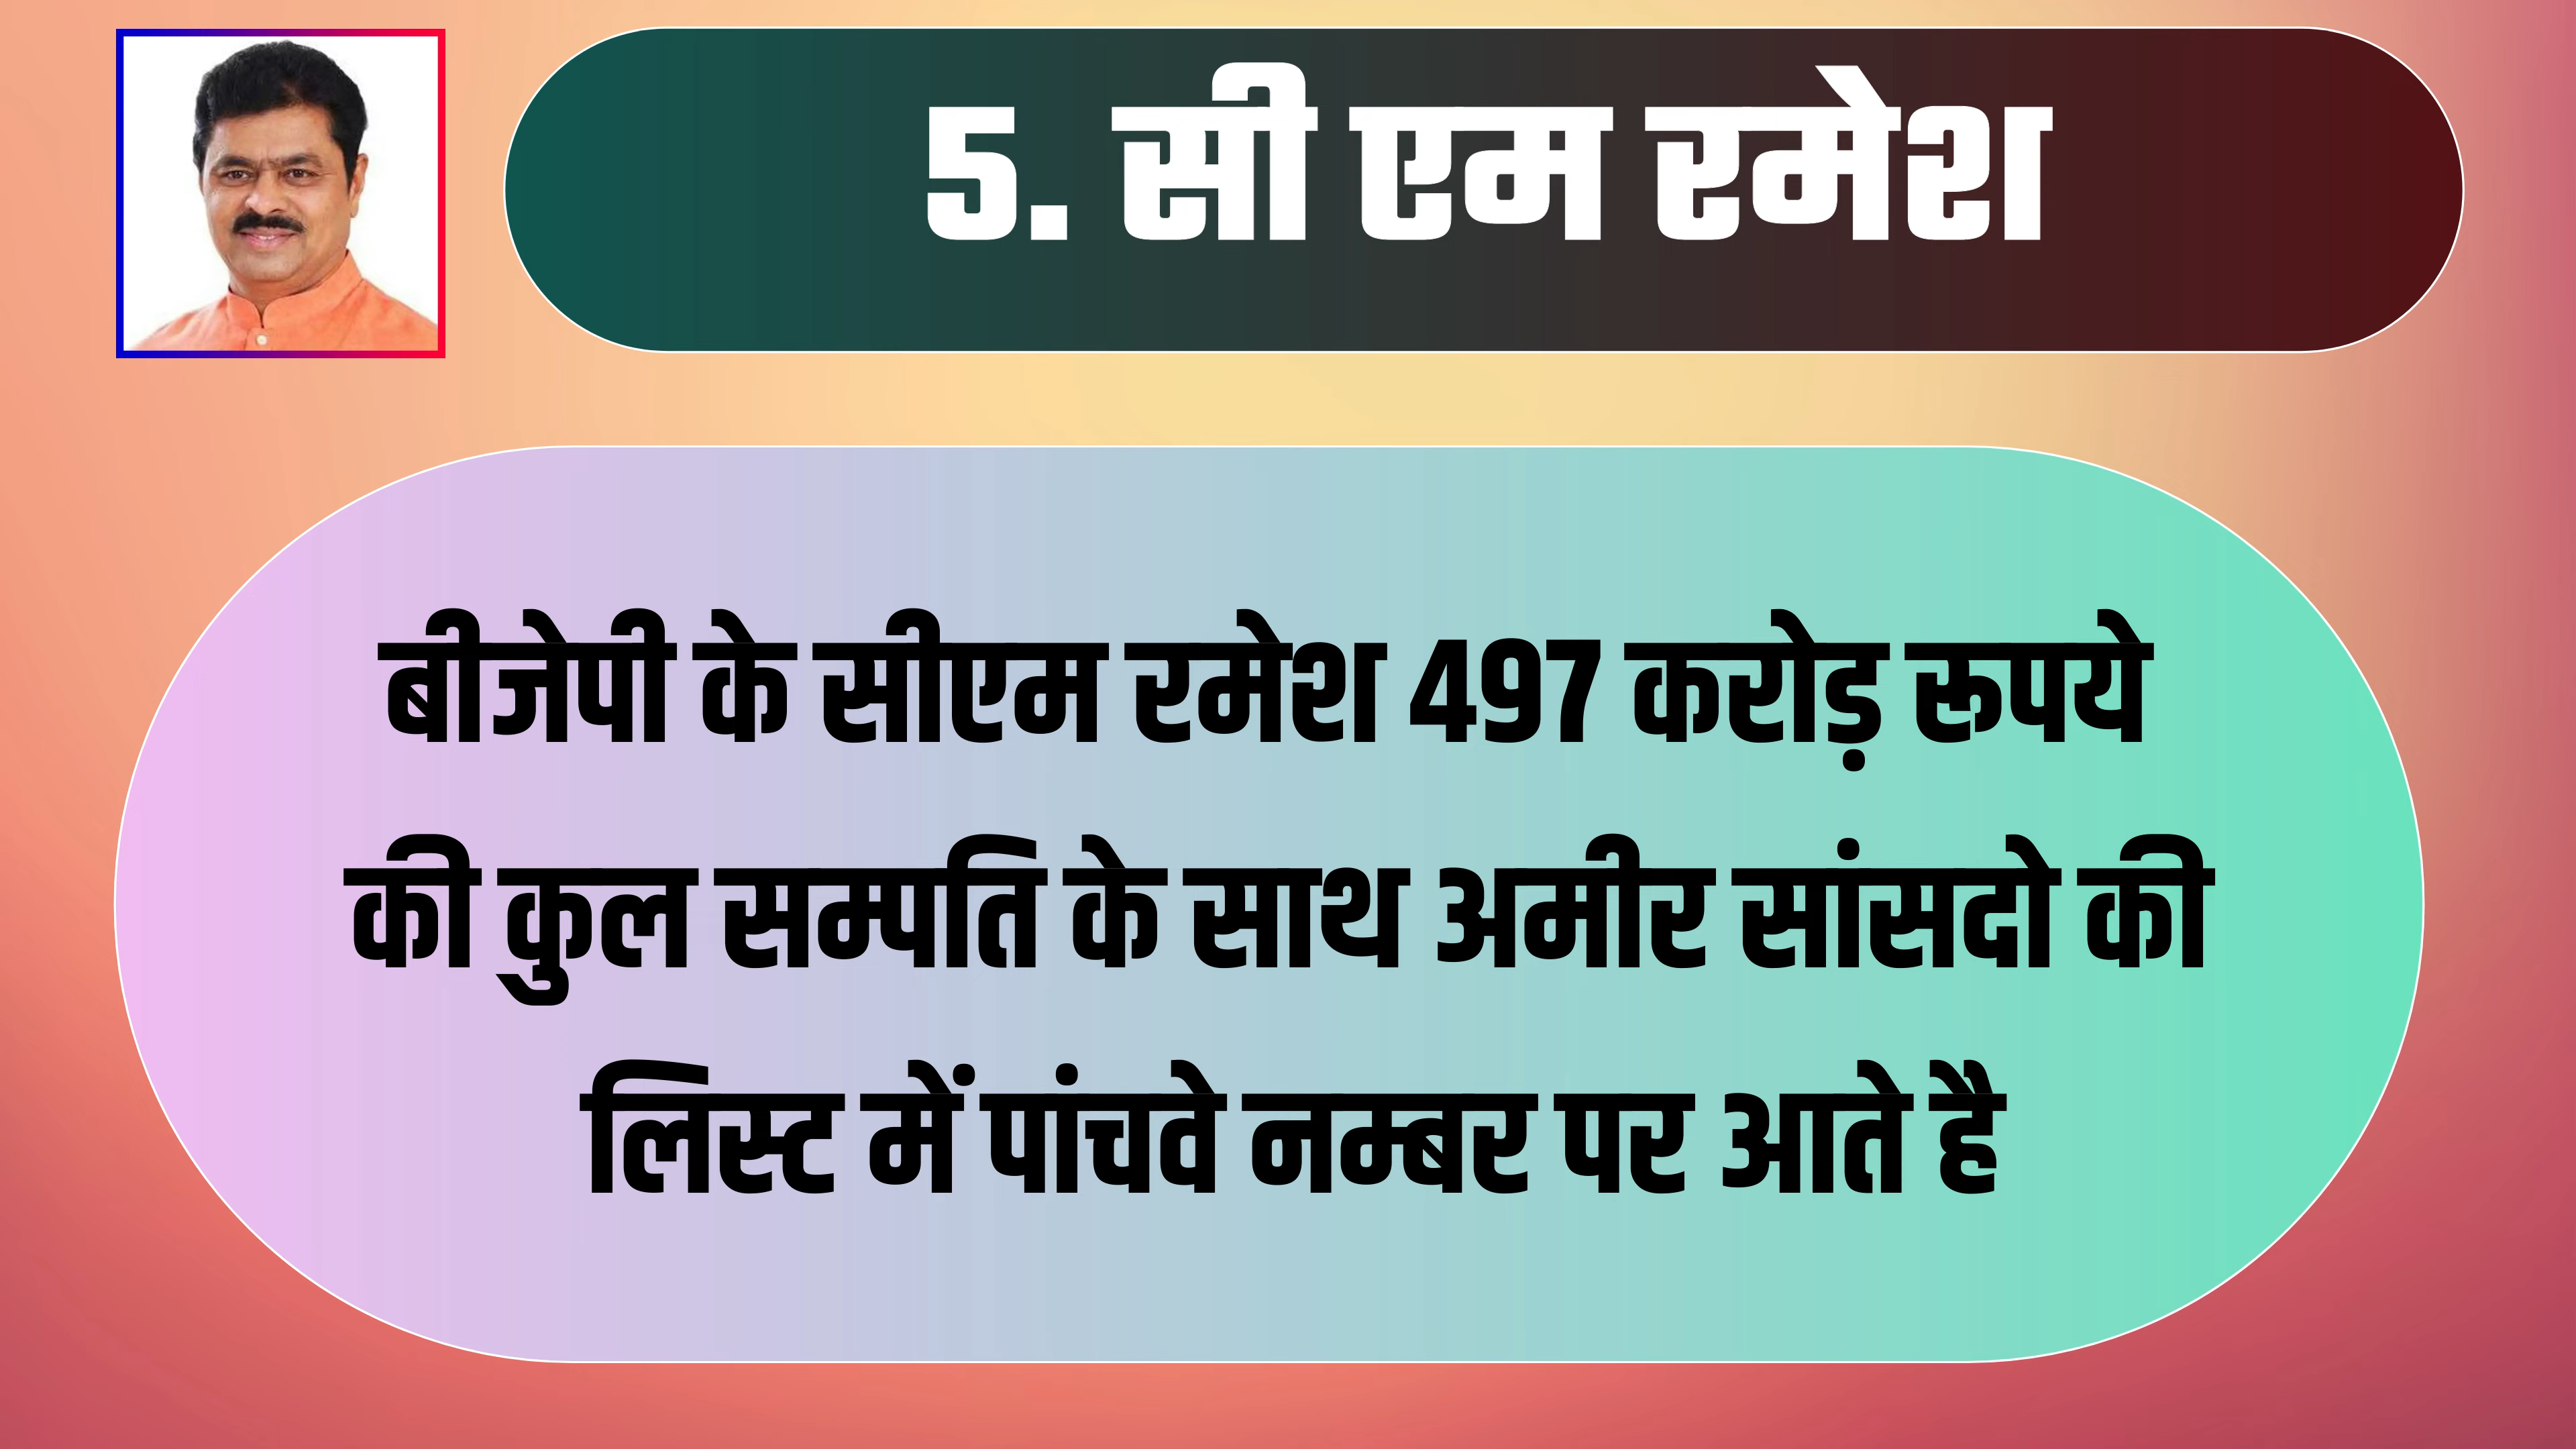 5. सी एम रमेश
बीजेपी के सीएम रमेश 497 करोड़ रूपये
की कुल सम्पति के साथ अमीर सांसदो की
लिस्ट में पांचवे नम्बर पर आते है